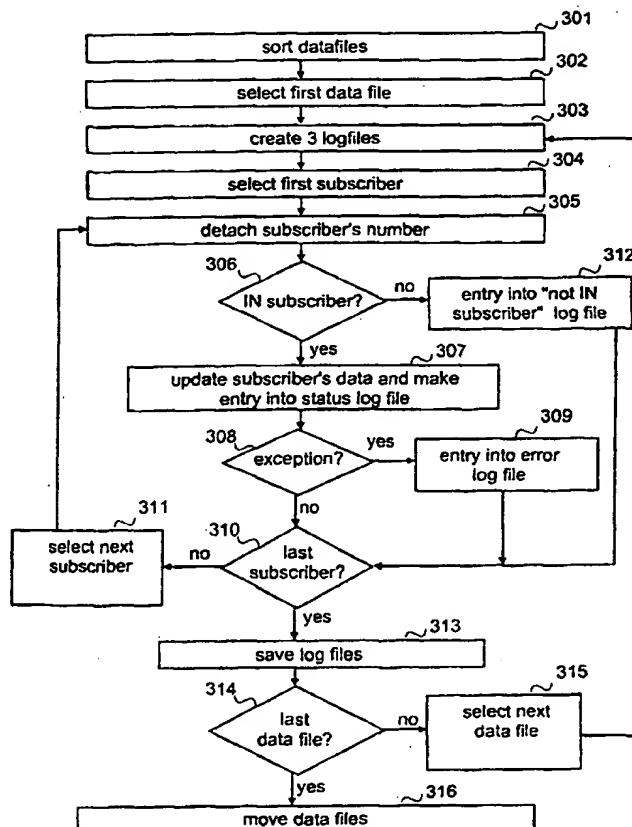 301
sort datafiles
302
select first data file
303
create 3 logfiles
304
select first subscriber
305
detach subscriber's number
306
IN subscriber?
no
312
entry into "not IN
subscriber" log file
yes
307
update subscriber's data and make
entry into status log file
308
exception?
yes
309
entry into error
log file
no
310
last
subscriber?
no
311
select next
subscriber
yes
313
save log files
314
last
data file?
no
315
select next
data file
yes
316
move data files